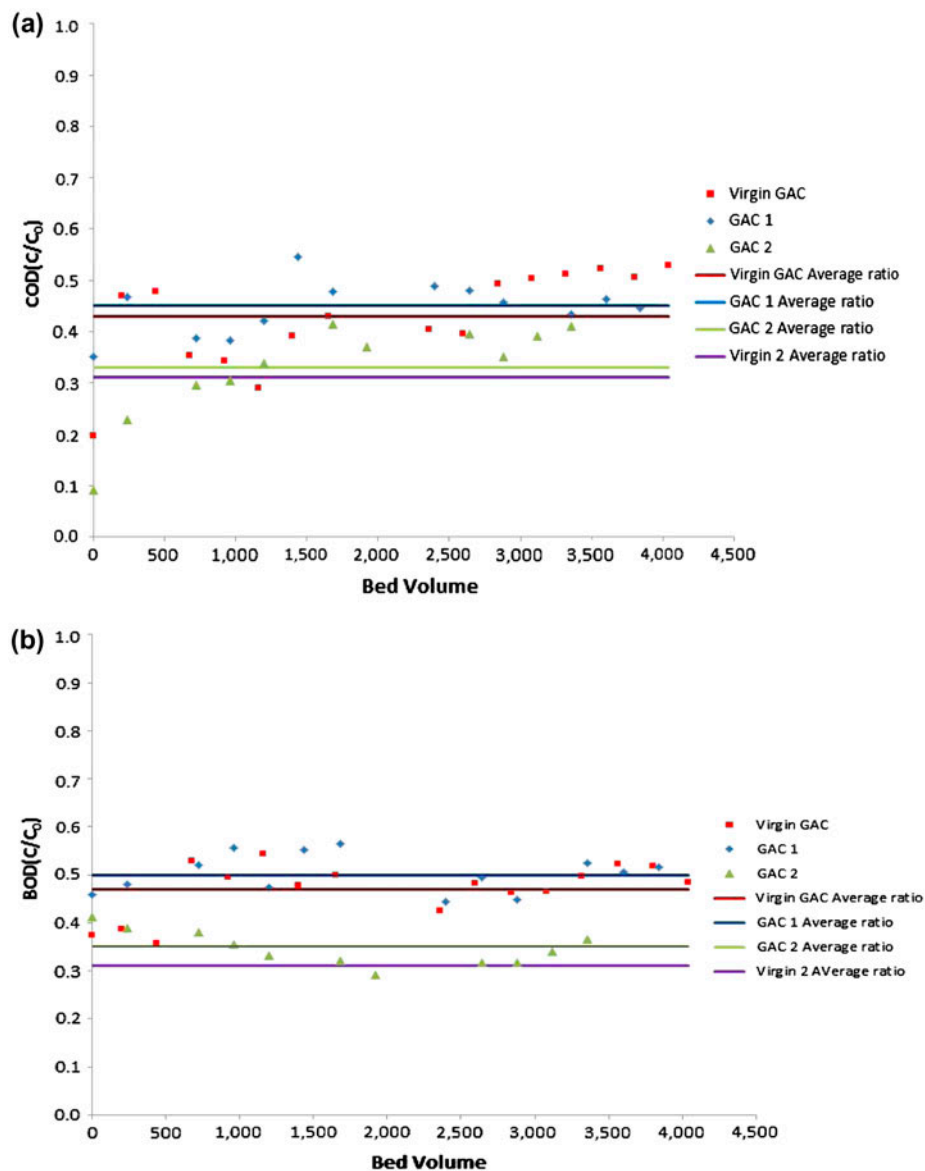 (a)
1.0
0.9
0.8
0.7
0.6
0.5
0.4
0.3
0.2
0.1
0.0
COD(C/C₀)
0 500 1,000 1,500 2,000 2,500 3,000 3,500 4,000 4,500
Bed Volume
Virgin GAC
GAC 1
GAC 2
Virgin GAC Average ratio
GAC 1 Average ratio
GAC 2 Average ratio
Virgin 2 Average ratio
(b)
1.0
0.9
0.8
0.7
0.6
0.5
0.4
0.3
0.2
0.1
0.0
BOD(C/C₀)
0 500 1,000 1,500 2,000 2,500 3,000 3,500 4,000 4,500
Bed Volume
Virgin GAC
GAC 1
GAC 2
Virgin GAC Average ratio
GAC 1 Average ratio
GAC 2 Average ratio
Virgin 2 AVerage ratio